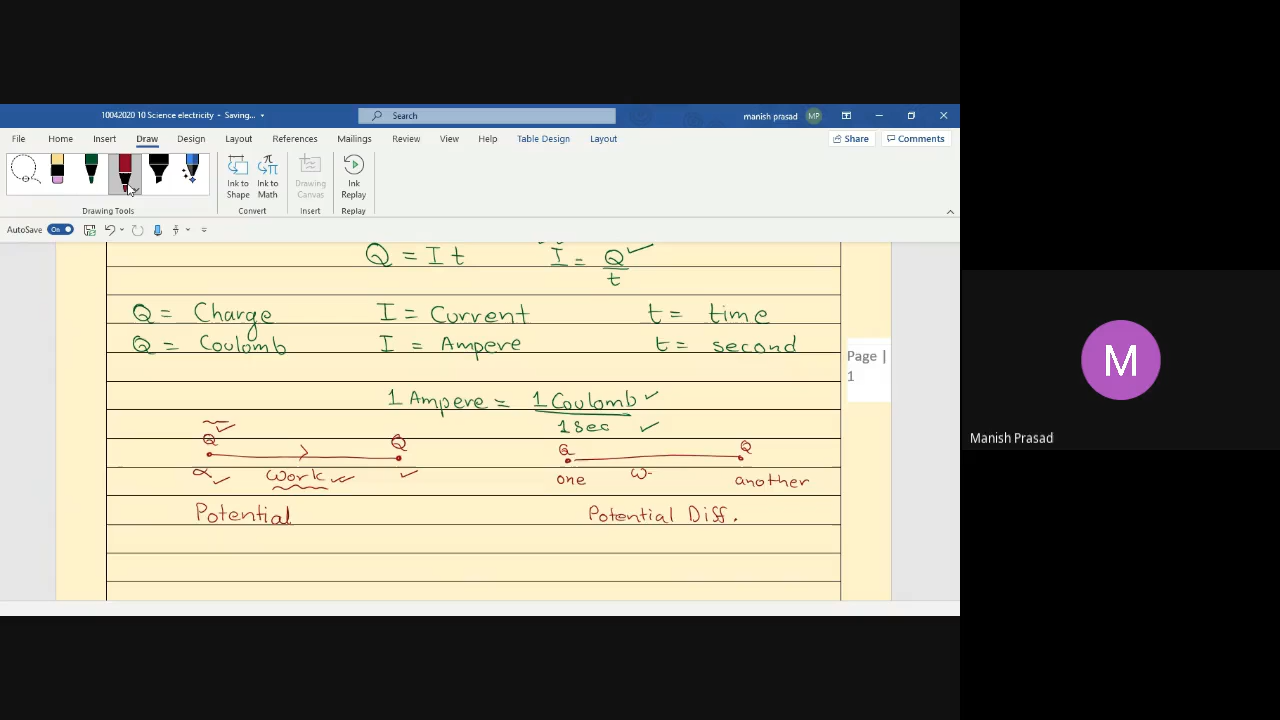 10042020 10 Science electricity - Saving...
Search
manish prasad MP
File Home Insert Draw Design Layout References Mailings Review View Help Table Design Layout
Share Comments
Ink to Shape
Ink to Math
Drawing Canvas
Ink Replay
Drawing Tools Convert Insert Replay
AutoSave On
Q = I t I = Q/t
Q = Charge I = Current t = time
Q = Coulomb I = Ampere t = second
Page | 1
1 Ampere = 1 Coulomb
1 Sec
Q Q Q Q
∝ Work one W another
Potential Potential Diff.
M
Manish Prasad